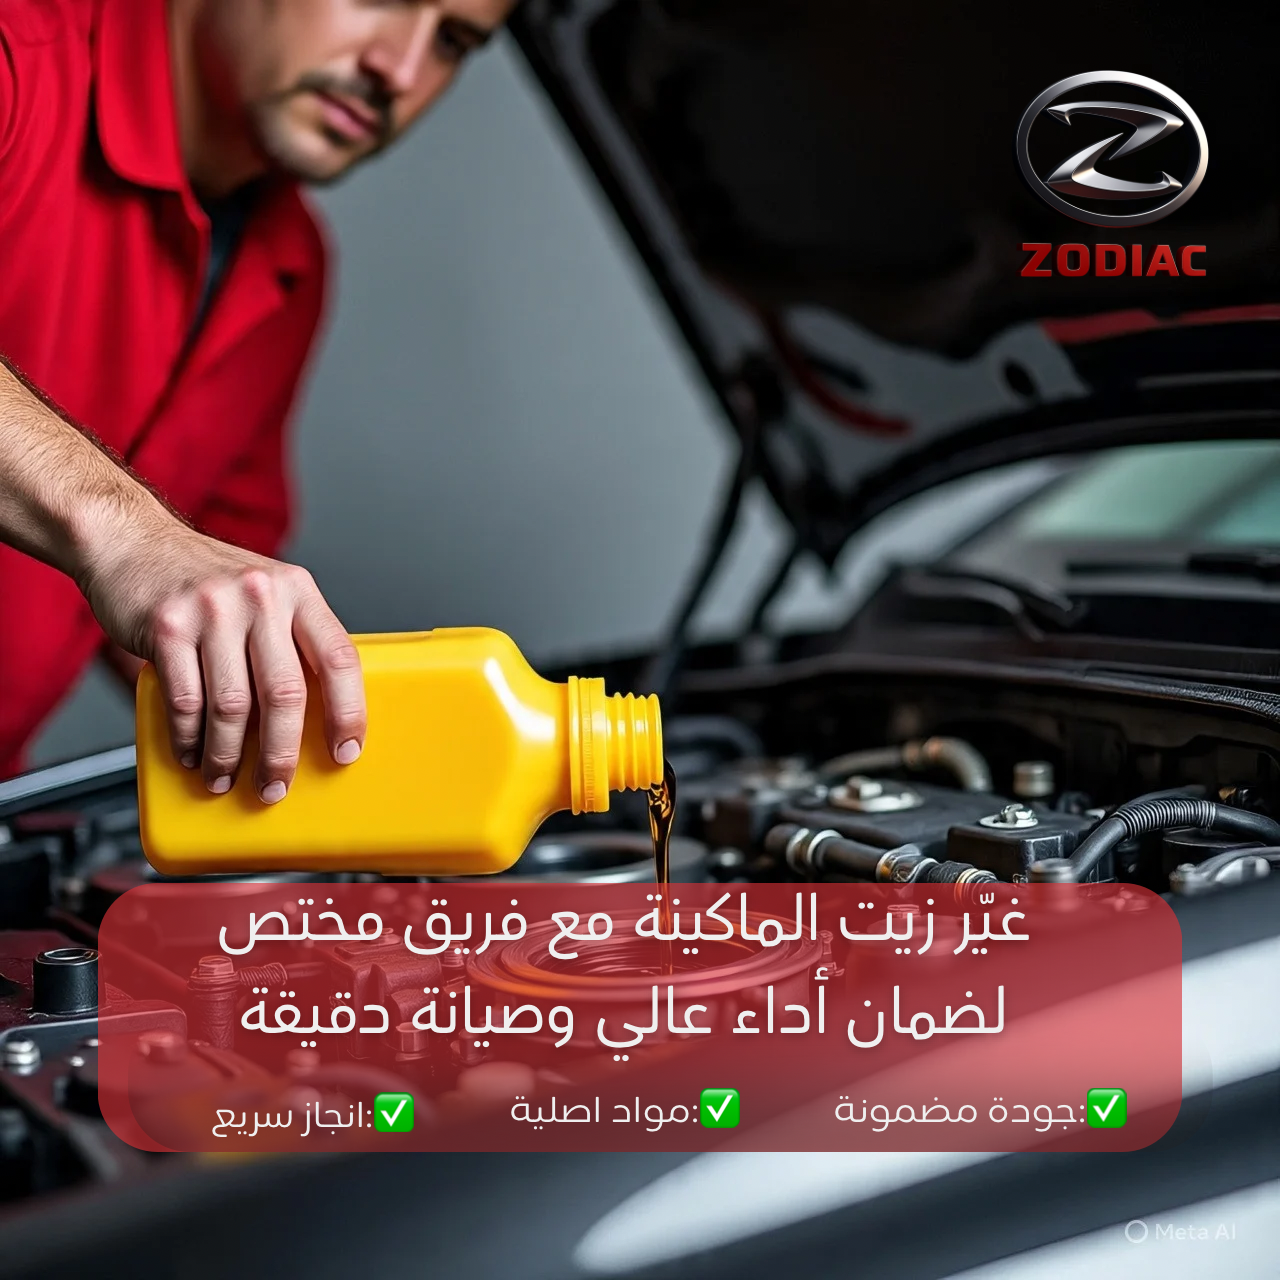 ZODIAC
غيّر زيت الماكينة مع فريق مختص
لضمان أداء عالي وصيانة دقيقة
✅:جودة مضمونة
✅:مواد اصلية
✅:انجاز سريع
Meta AI